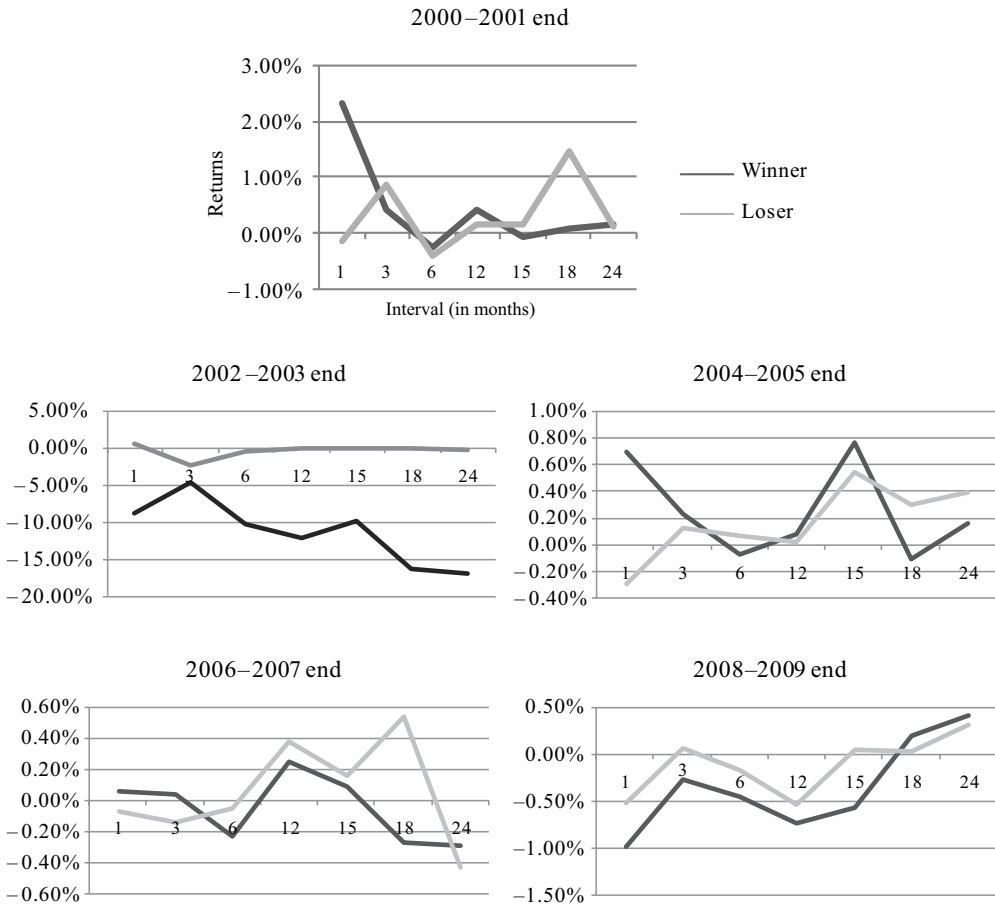 2000–2001 end
3.00%
2.00%
1.00%
0.00%
–1.00%
Returns
1 3 6 12 15 18 24
Interval (in months)
Winner
Loser
2002–2003 end
5.00%
0.00%
–5.00%
–10.00%
–15.00%
–20.00%
1 3 6 12 15 18 24
2004–2005 end
1.00%
0.80%
0.60%
0.40%
0.20%
0.00%
–0.20%
–0.40%
1 3 6 12 15 18 24
2006–2007 end
0.60%
0.40%
0.20%
0.00%
–0.20%
–0.40%
–0.60%
1 3 6 12 15 18 24
2008–2009 end
0.50%
0.00%
–0.50%
–1.00%
–1.50%
1 3 6 12 15 18 24